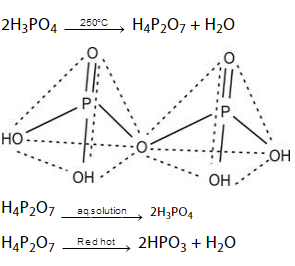 2H3PO4 250°C H4P2O7 + H2O
O O
P P
HO O OH
OH OH
H4P2O7 aq.solution 2H3PO4
H4P2O7 Red hot 2HPO3 + H2O